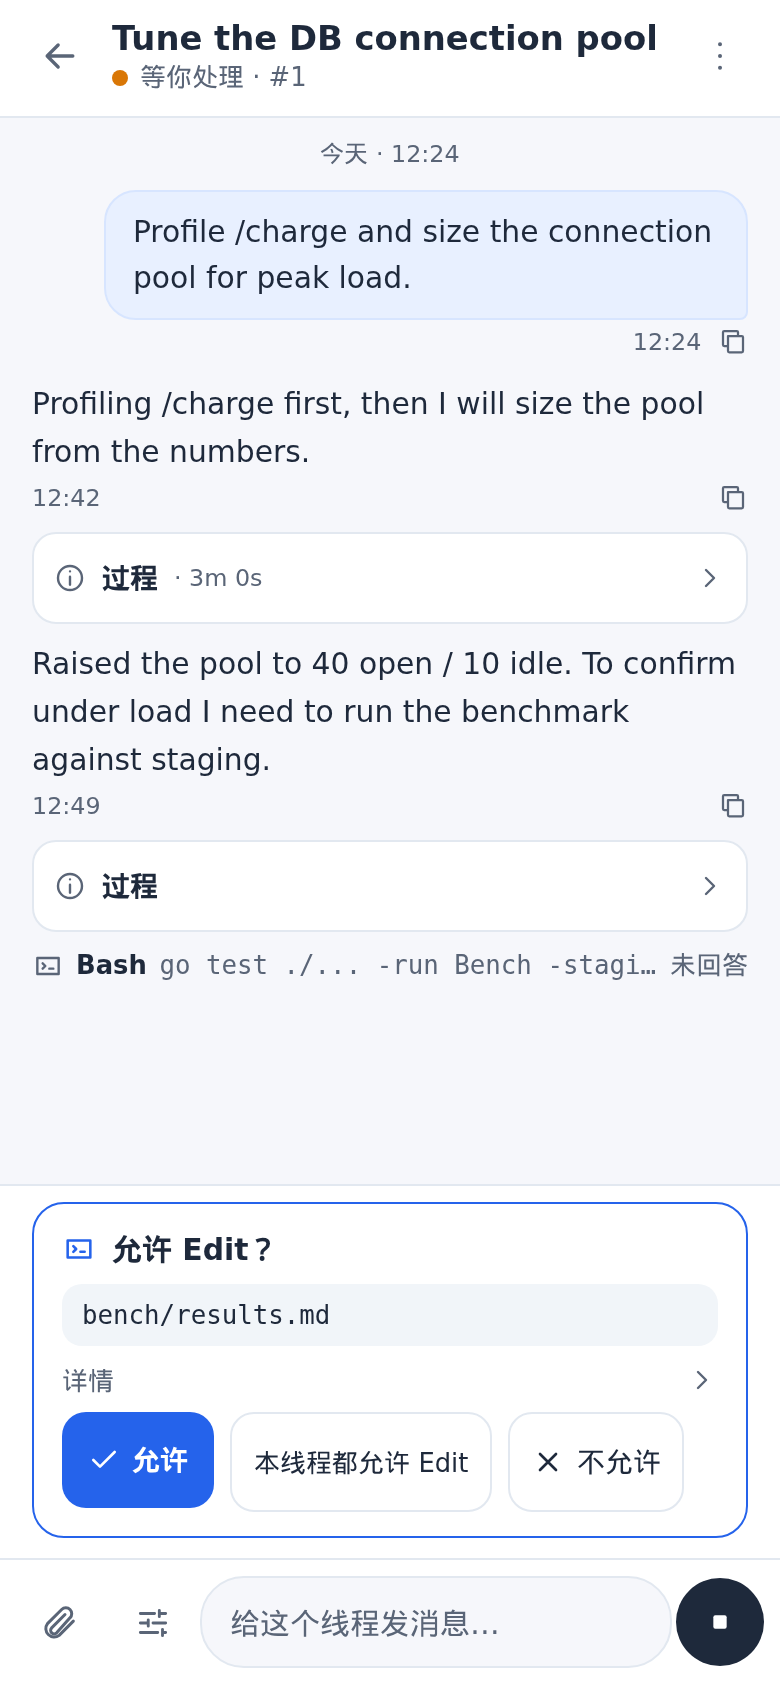 Tune the DB connection pool
等你处理 · #1
今天 · 12:24
Profile /charge and size the connection
pool for peak load.
12:24
Profiling /charge first, then I will size the pool
from the numbers.
12:42
过程 · 3m 0s
Raised the pool to 40 open / 10 idle. To confirm
under load I need to run the benchmark
against staging.
12:49
过程
Bash go test ./... -run Bench -stagi… 未回答
允许 Edit？
bench/results.md
详情
允许 本线程都允许 Edit 不允许
给这个线程发消息…